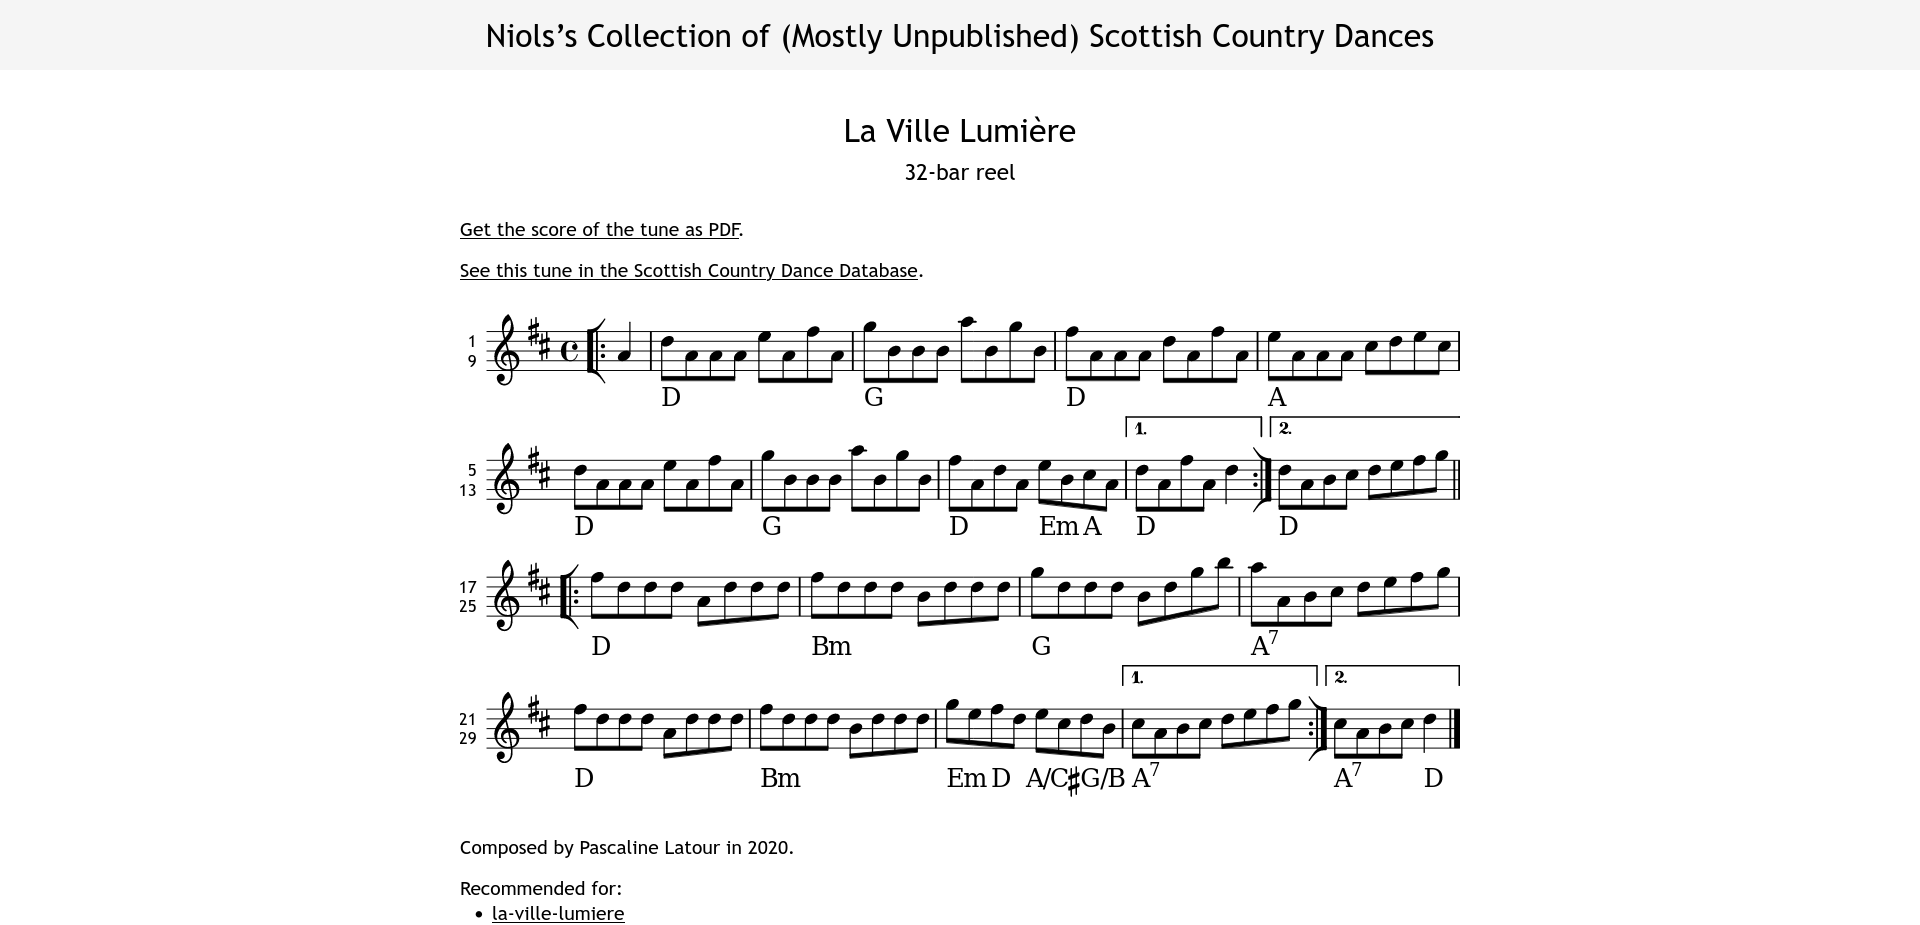 Niols’s Collection of (Mostly Unpublished) Scottish Country Dances
La Ville Lumière
32-bar reel
Get the score of the tune as PDF.
See this tune in the Scottish Country Dance Database.
1
9
D G D A
1. 2.
5
13
D G D Em A D D
17
25
D Bm G A7
1. 2.
21
29
D Bm Em D A/C♯ G/B A7 A7 D
Composed by Pascaline Latour in 2020.
Recommended for:
• la-ville-lumiere